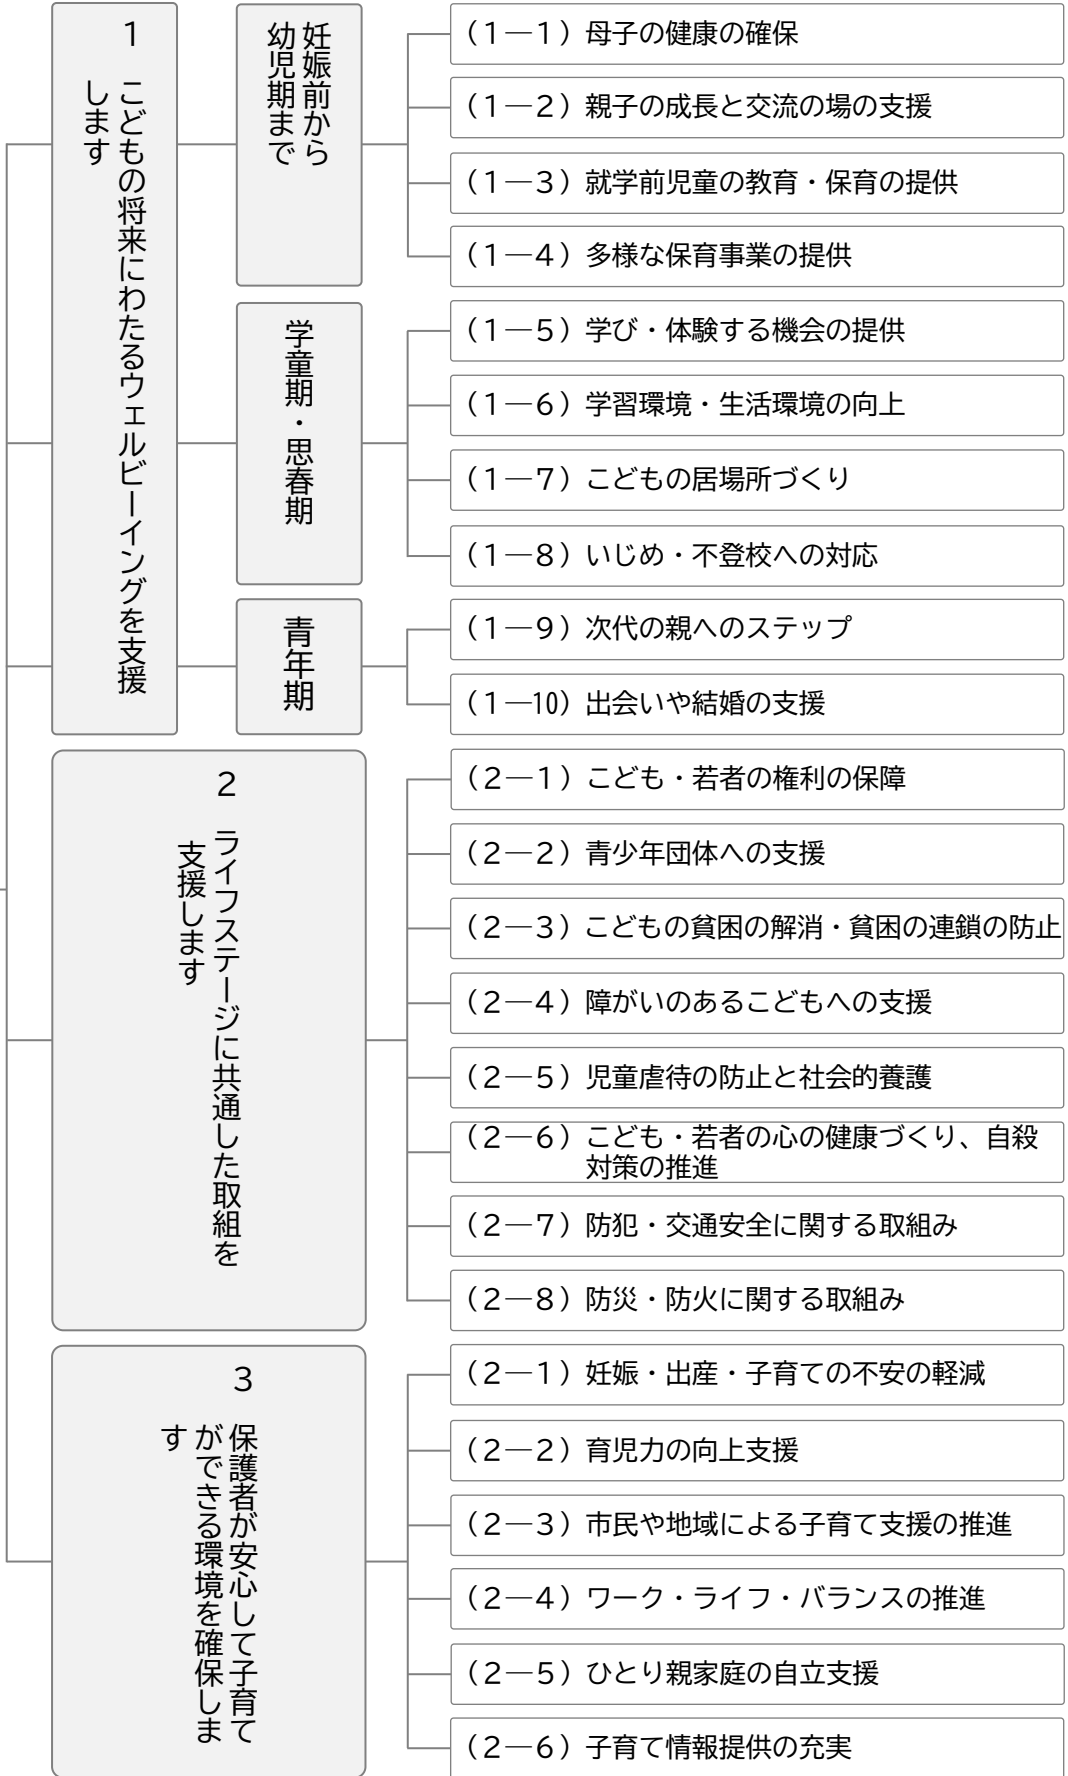 1
こどもの将来にわたるウェルビーイングを支援
します
妊娠前から
幼児期まで
(1―1) 母子の健康の確保
(1―2) 親子の成長と交流の場の支援
(1―3) 就学前児童の教育・保育の提供
(1―4) 多様な保育事業の提供
学童期・思春期
(1―5) 学び・体験する機会の提供
(1―6) 学習環境・生活環境の向上
(1―7) こどもの居場所づくり
(1―8) いじめ・不登校への対応
青年期
(1―9) 次代の親へのステップ
(1―10) 出会いや結婚の支援
2
ライフステージに共通した取組を
支援します
(2―1) こども・若者の権利の保障
(2―2) 青少年団体への支援
(2―3) こどもの貧困の解消・貧困の連鎖の防止
(2―4) 障がいのあるこどもへの支援
(2―5) 児童虐待の防止と社会的養護
(2―6) こども・若者の心の健康づくり、自殺
対策の推進
(2―7) 防犯・交通安全に関する取組み
(2―8) 防災・防火に関する取組み
3
保護者が安心して子育て
ができる環境を確保しま
す
(2―1) 妊娠・出産・子育ての不安の軽減
(2―2) 育児力の向上支援
(2―3) 市民や地域による子育て支援の推進
(2―4) ワーク・ライフ・バランスの推進
(2―5) ひとり親家庭の自立支援
(2―6) 子育て情報提供の充実